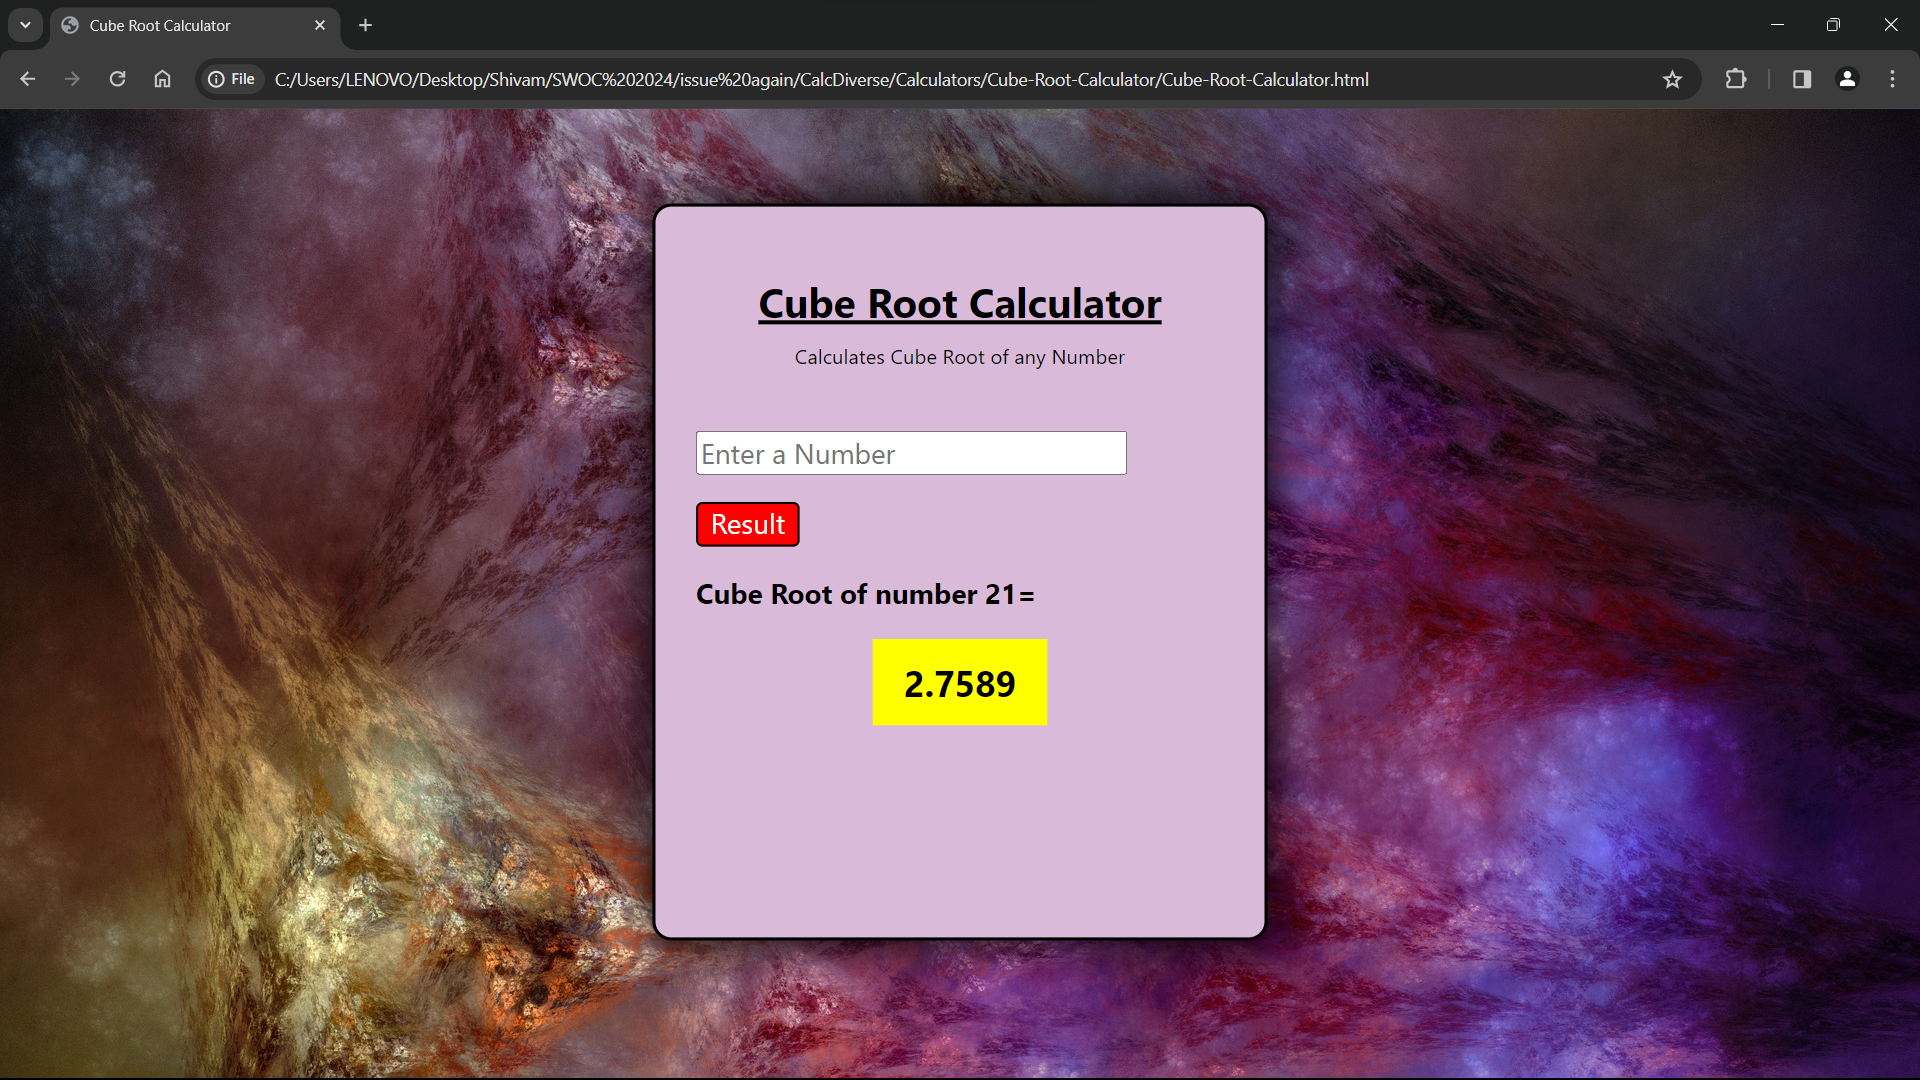 Cube Root Calculator
File
C:/Users/LENOVO/Desktop/Shivam/SWOC%202024/issue%20again/CalcDiverse/Calculators/Cube-Root-Calculator/Cube-Root-Calculator.html
Cube Root Calculator
Calculates Cube Root of any Number
Enter a Number
Result
Cube Root of number 21=
2.7589